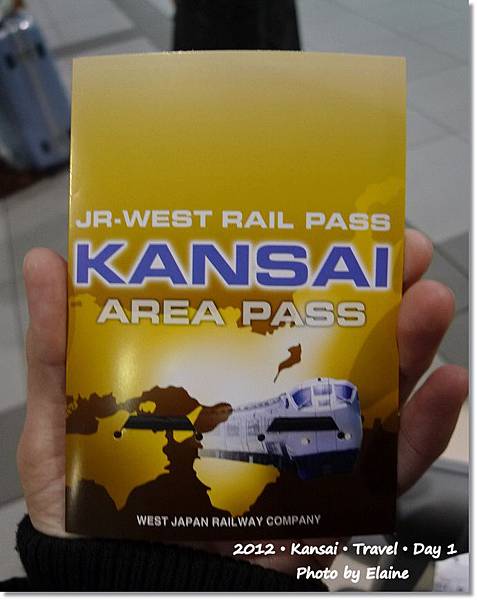 JR-WEST RAIL PASS
KANSAI
AREA PASS
WEST JAPAN RAILWAY COMPANY
2012・Kansai・Travel・Day 1
Photo by Elaine